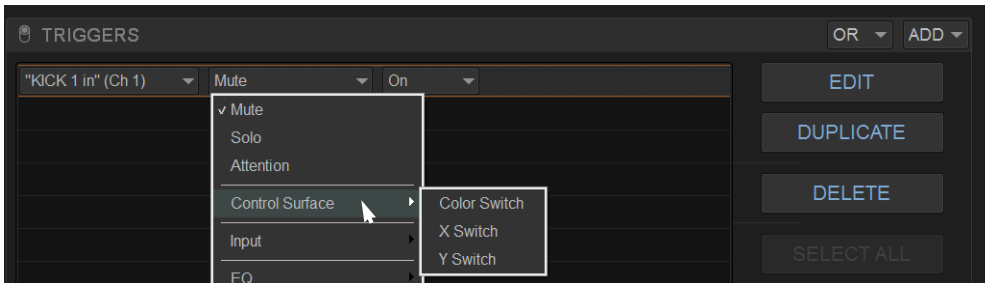 TRIGGERS
OR
ADD
"KICK 1 in" (Ch 1)
Mute
On
EDIT
Mute
Solo
DUPLICATE
Attention
Control Surface
Color Switch
DELETE
X Switch
Input
Y Switch
SELECT ALL
EQ